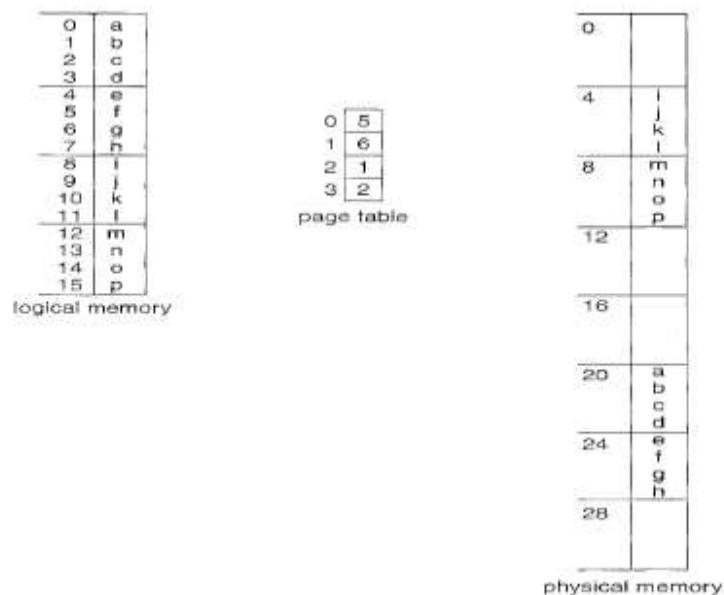 0 a
1 b
2 c
3 d
4 e
5 f
6 g
7 h
8 i
9 j
10 k
11 l
12 m
13 n
14 o
15 p
logical memory
0 5
1 6
2 1
3 2
page table
0
4 i
j
k
l
8 m
n
o
p
12
16
20 a
b
c
d
24 e
f
g
h
28
physical memory